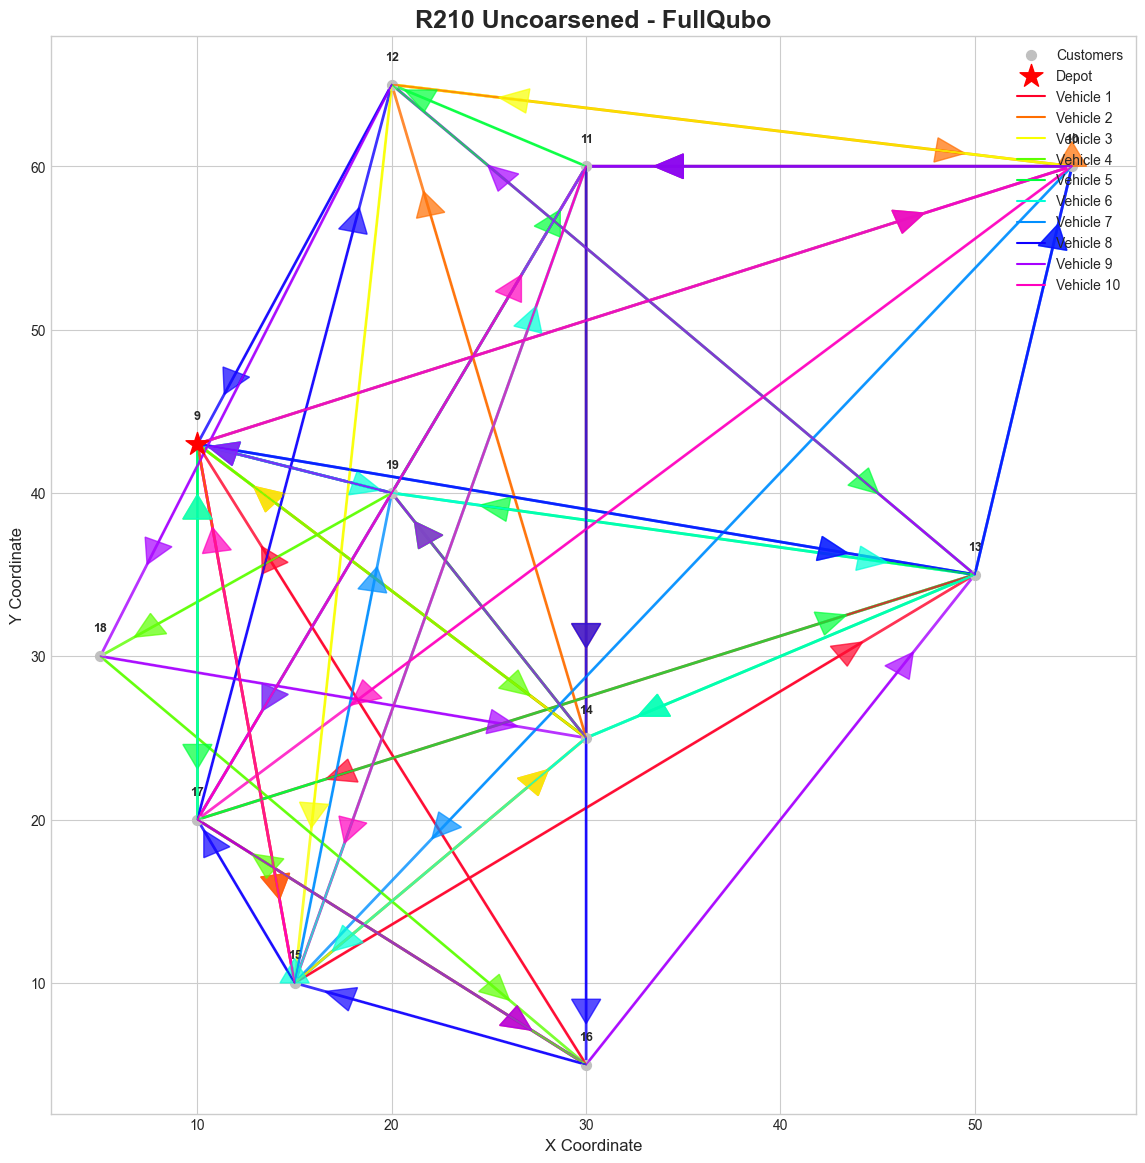 R210 Uncoarsened - FullQubo
12
Customers
Depot
Vehicle 1
Vehicle 2
Vehicle 3
11
10
Vehicle 4
60
Vehicle 5
Vehicle 6
Vehicle 7
Vehicle 8
Vehicle 9
Vehicle 10
50
9
19
40
13
Y Coordinate
18
30
14
17
20
15
10
16
10
20
30
40
50
X Coordinate